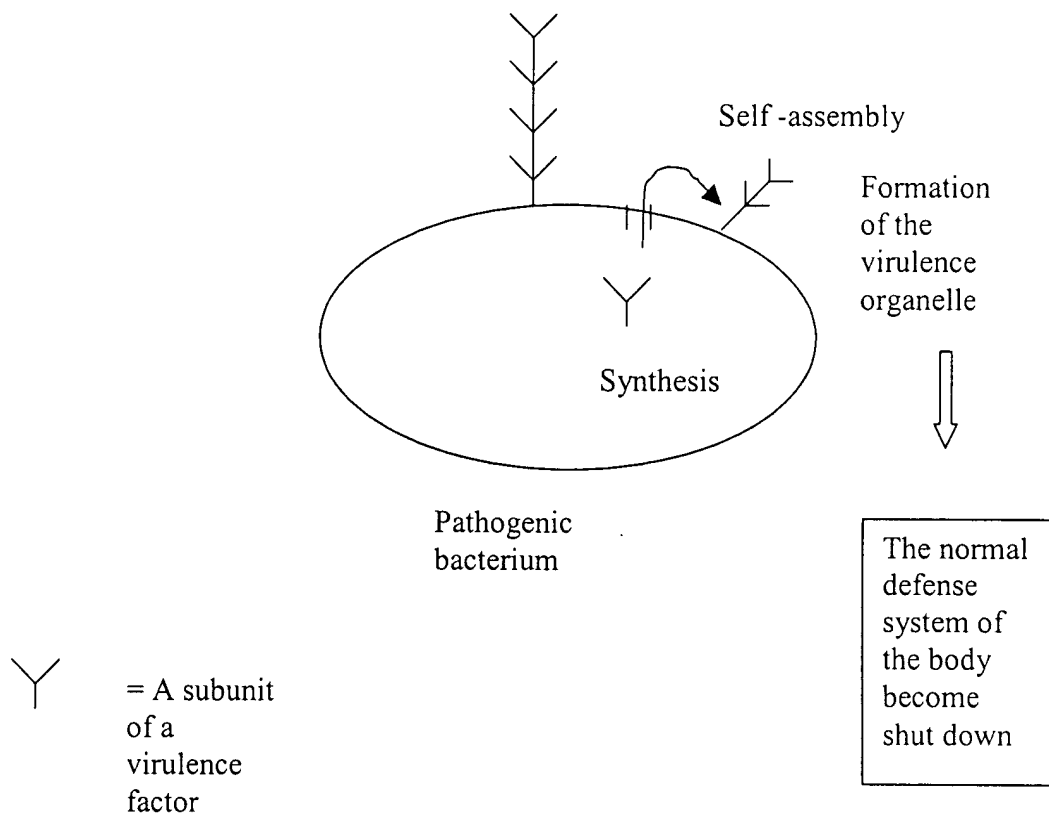 Self -assembly
Formation
of the
virulence
organelle
Synthesis
Pathogenic
bacterium
The normal
defense
system of
the body
become
shut down
= A subunit
of a
virulence
factor